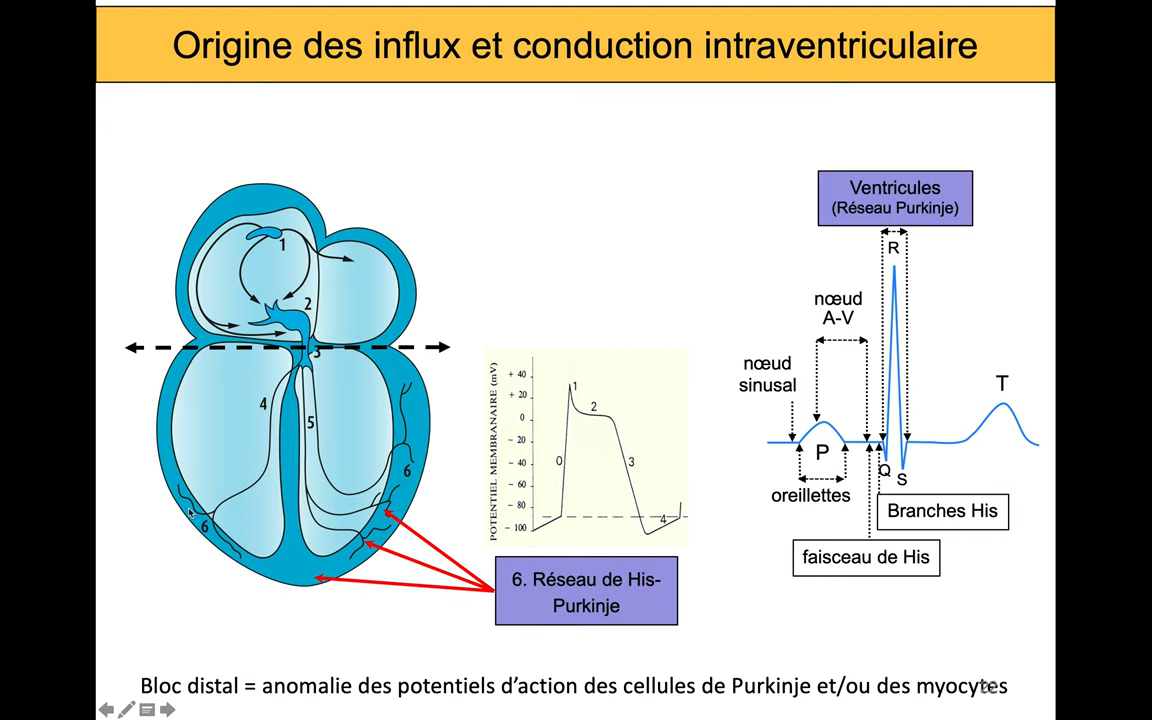 Origine des influx et conduction intraventriculaire
1
2
3
4
5
6
6
POTENTIEL MEMBRANAIRE (mV)
+ 40
+ 20
0
− 20
− 40
− 60
− 80
− 100
0
1
2
3
4
6. Réseau de His-
Purkinje
Ventricules
(Réseau Purkinje)
R
nœud
A-V
nœud
sinusal
T
P
Q
S
oreillettes
Branches His
faisceau de His
Bloc distal = anomalie des potentiels d’action des cellules de Purkinje et/ou des myocytes